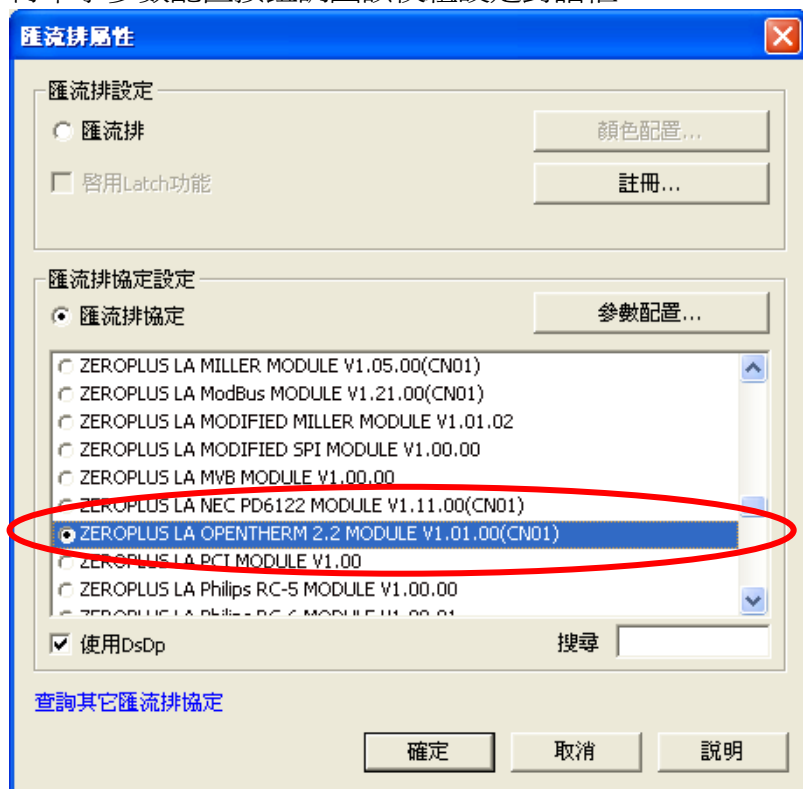 匯流排屬性
匯流排設定
匯流排
顏色配置...
啓用Latch功能
註冊...
匯流排協定設定
匯流排協定
參數配置...
ZEROPLUS LA MILLER MODULE V1.05.00(CN01)
ZEROPLUS LA ModBus MODULE V1.21.00(CN01)
ZEROPLUS LA MODIFIED MILLER MODULE V1.01.02
ZEROPLUS LA MODIFIED SPI MODULE V1.00.00
ZEROPLUS LA MVB MODULE V1.00.00
ZEROPLUS LA NEC PD6122 MODULE V1.11.00(CN01)
ZEROPLUS LA OPENTHERM 2.2 MODULE V1.01.00(CN01)
ZEROPLUS LA PCI MODULE V1.00
ZEROPLUS LA Philips RC-5 MODULE V1.00.00
ZEROPLUS LA Philips RC-6 MODULE
使用DsDp
搜尋
查詢其它匯流排協定
確定
取消
說明